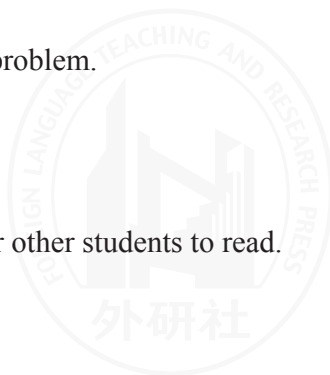 problem.
other students to read.
FOREIGN LANGUAGE TEACHING AND RESEARCH PRESS
外研社